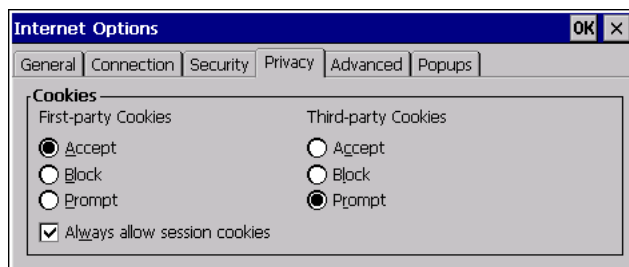 Internet Options OK ×
General Connection Security Privacy Advanced Popups
Cookies
First-party Cookies Third-party Cookies
Accept Accept
Block Block
Prompt Prompt
Always allow session cookies